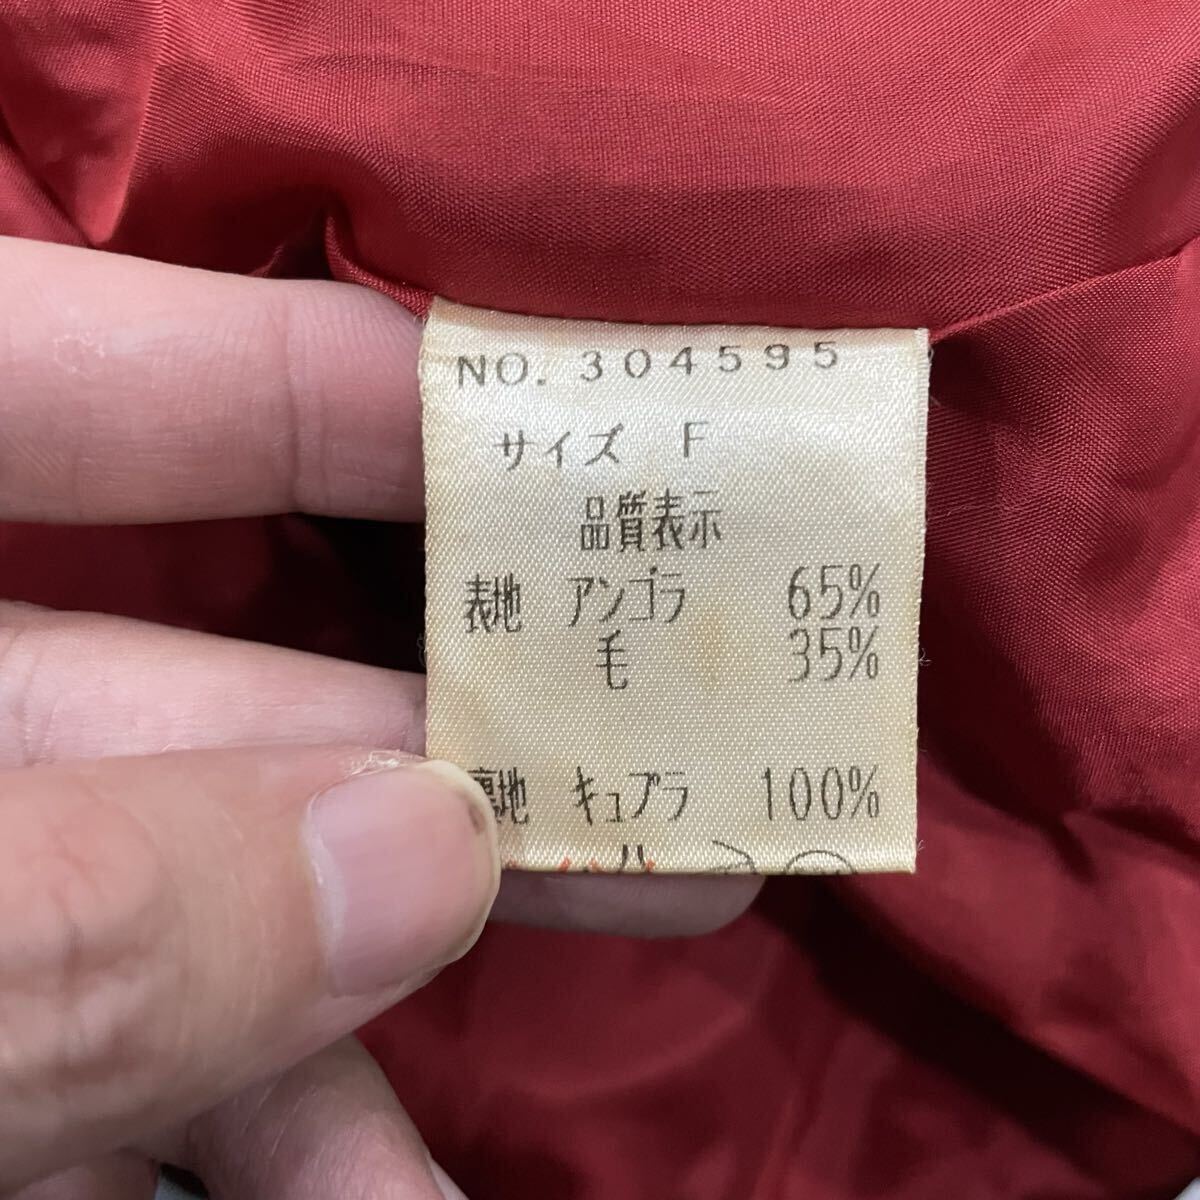 NO. 304595
サイズ F
品質表示
表地 アンゴラ 65%
毛 35%
裏地 キュプラ 100%